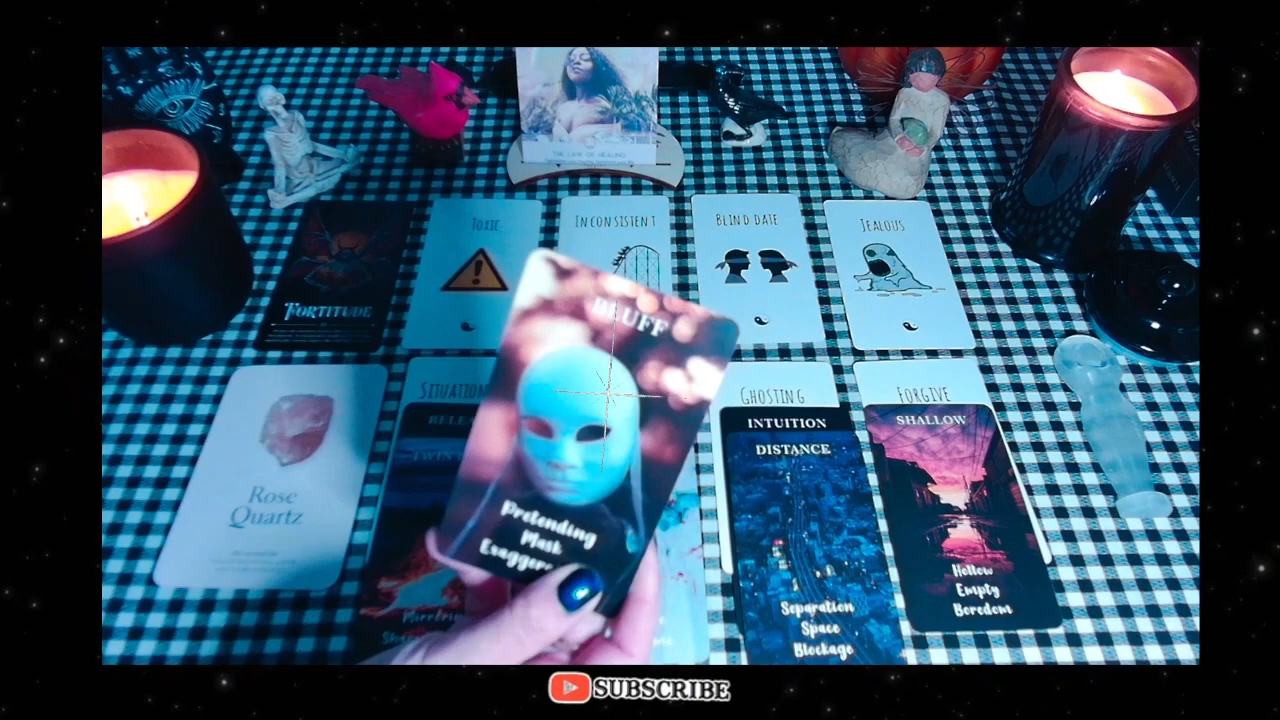 THE LAW OF HEALING
TOXIC
INCONSISTENT
BLIND DATE
JEALOUS
FORTITUDE
BLUFF
Pretending
Mask
SITUATION
GHOSTING
FORGIVE
INTUITION
SHALLOW
DISTANCE
Rose
Quartz
Hollow
Empty
Boredom
Separation
Space
Blockage
SUBSCRIBE